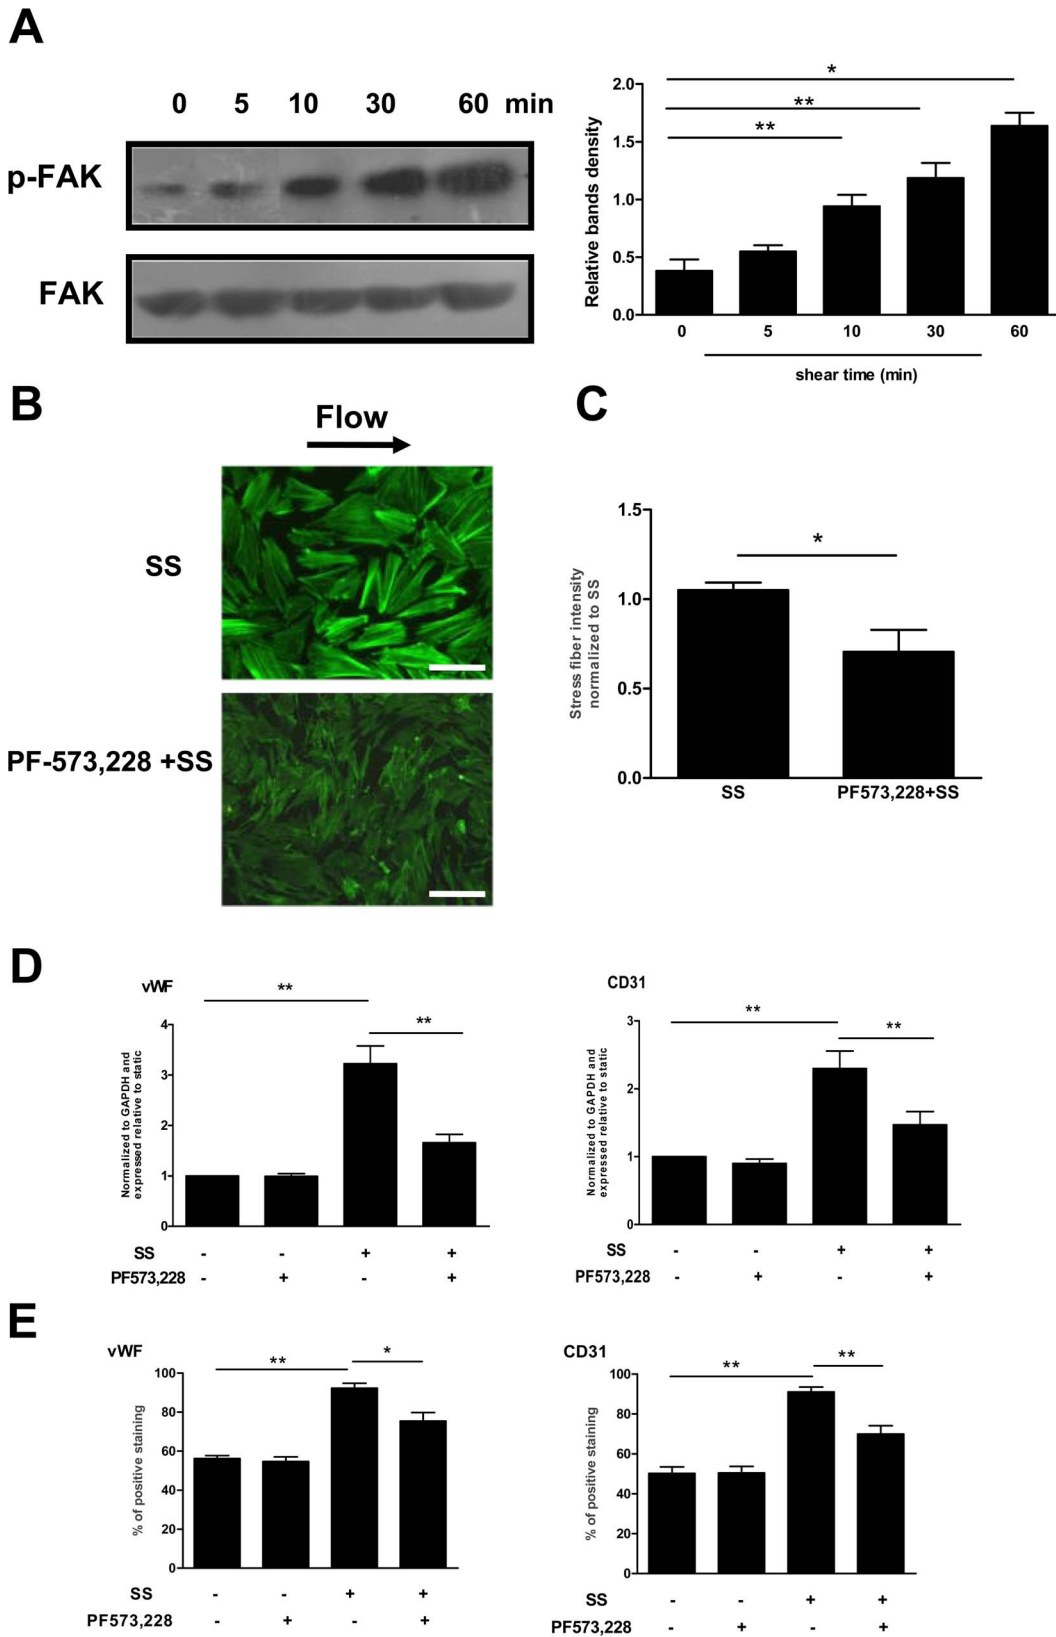 A
0 5 10 30 60 min
p-FAK
FAK
Relative bands density
2.0
1.5
1.0
0.5
0.0
*
**
**
0 5 10 30 60
shear time (min)
B
Flow
SS
PF-573,228 +SS
C
Stress fiber intensity
normalized to SS
1.5
1.0
0.5
0.0
*
SS PF573,228+SS
D
vWF
Normalized to GAPDH and
expressed relative to static
4
3
2
1
0
**
**
SS - - + +
PF573,228 - + - +
CD31
Normalized to GAPDH and
expressed relative to static
3
2
1
0
**
**
SS - - + +
PF573,228 - + - +
E
vWF
% of positive staining
100
80
60
40
20
0
**
*
SS - - + +
PF573,228 - + - +
CD31
% of positive staining
100
80
60
40
20
0
**
**
SS - - + +
PF573,228 - + - +